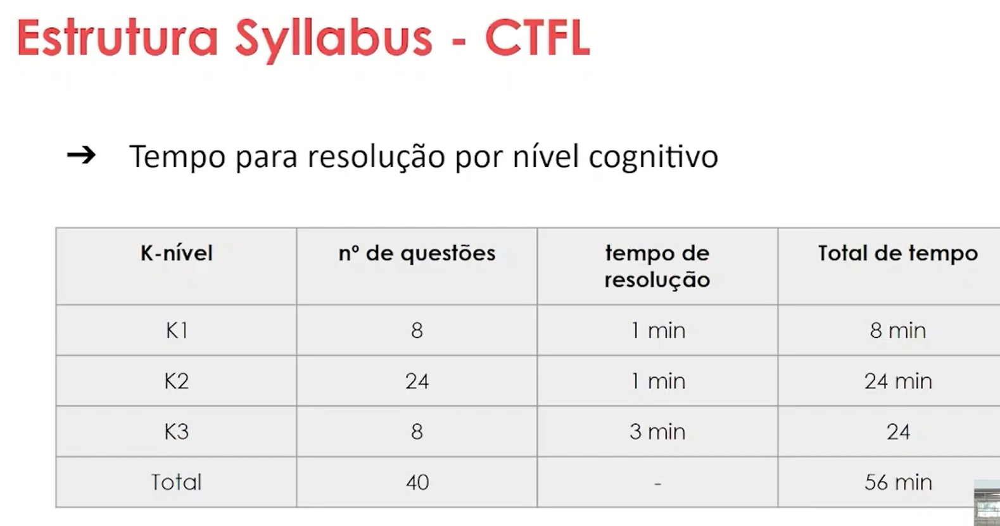 Estrutura Syllabus - CTFL
➔ Tempo para resolução por nível cognitivo
K-nível nº de questões tempo de resolução Total de tempo
K1 8 1 min 8 min
K2 24 1 min 24 min
K3 8 3 min 24
Total 40 - 56 min